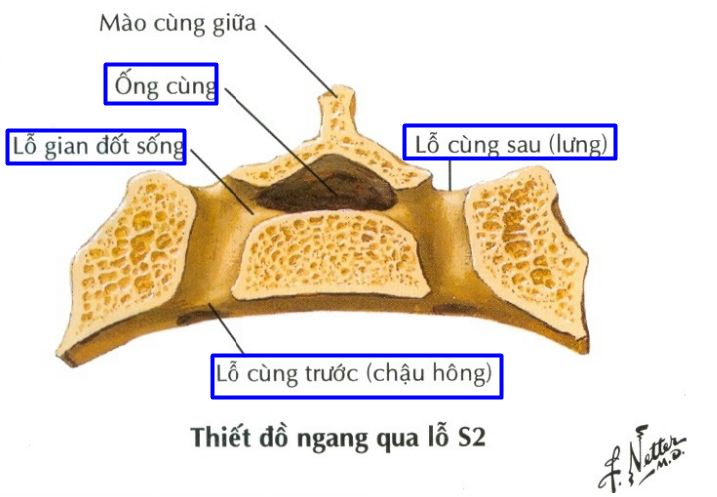 Mào cùng giữa
Ống cùng
Lỗ gian đốt sống
Lỗ cùng sau (lưng)
Lỗ cùng trước (chậu hông)
Thiết đồ ngang qua lỗ S2
F. Netter
M.D.